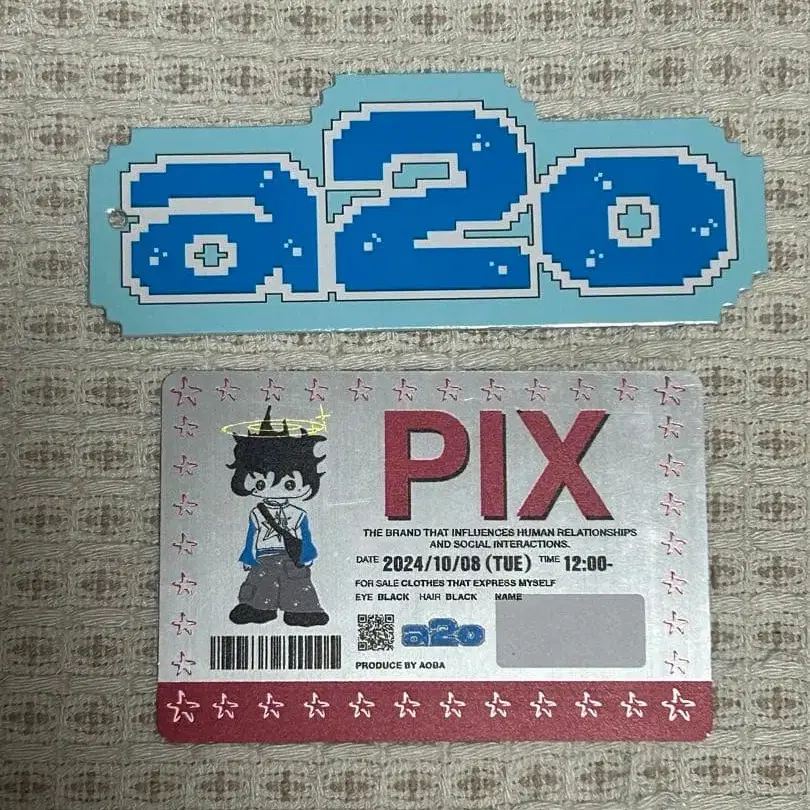 a2o
PIX
THE BRAND THAT INFLUENCES HUMAN RELATIONSHIPS
AND SOCIAL INTERACTIONS.
DATE 2024/10/08 (TUE) TIME 12:00-
FOR SALE CLOTHES THAT EXPRESS MYSELF
EYE BLACK HAIR BLACK NAME
a2o
PRODUCE BY AOBA